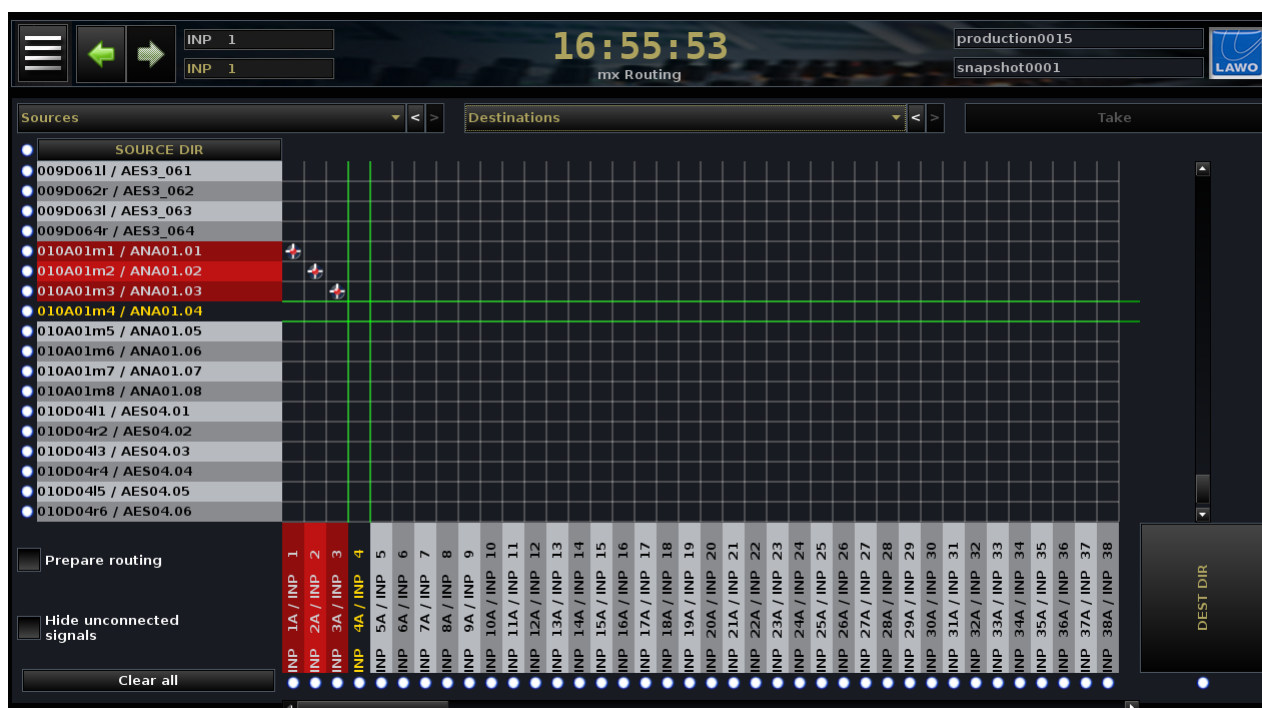 INP 1
INP 1
16:55:53
mx Routing
production0015
snapshot0001
LAWO
Sources
<
>
Destinations
<
>
Take
SOURCE DIR
009D061l / AES3_061
009D062r / AES3_062
009D063l / AES3_063
009D064r / AES3_064
010A01m1 / ANA01.01
010A01m2 / ANA01.02
010A01m3 / ANA01.03
010A01m4 / ANA01.04
010A01m5 / ANA01.05
010A01m6 / ANA01.06
010A01m7 / ANA01.07
010A01m8 / ANA01.08
010D04l1 / AES04.01
010D04r2 / AES04.02
010D04l3 / AES04.03
010D04r4 / AES04.04
010D04l5 / AES04.05
010D04r6 / AES04.06
Prepare routing
Hide unconnected
signals
Clear all
INP 1A / INP 1
INP 2A / INP 2
INP 3A / INP 3
INP 4A / INP 4
INP 5A / INP 5
INP 6A / INP 6
INP 7A / INP 7
INP 8A / INP 8
INP 9A / INP 9
INP 10A / INP 10
INP 11A / INP 11
INP 12A / INP 12
INP 13A / INP 13
INP 14A / INP 14
INP 15A / INP 15
INP 16A / INP 16
INP 17A / INP 17
INP 18A / INP 18
INP 19A / INP 19
INP 20A / INP 20
INP 21A / INP 21
INP 22A / INP 22
INP 23A / INP 23
INP 24A / INP 24
INP 25A / INP 25
INP 26A / INP 26
INP 27A / INP 27
INP 28A / INP 28
INP 29A / INP 29
INP 30A / INP 30
INP 31A / INP 31
INP 32A / INP 32
INP 33A / INP 33
INP 34A / INP 34
INP 35A / INP 35
INP 36A / INP 36
INP 37A / INP 37
INP 38A / INP 38
DEST DIR